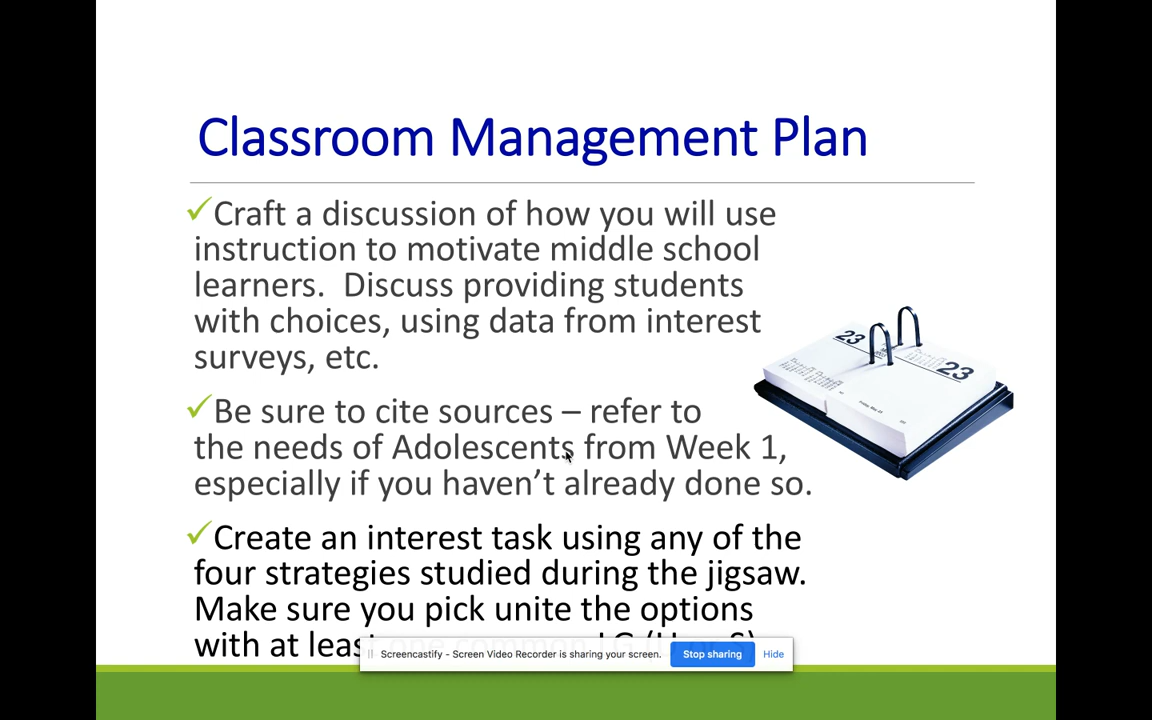 Classroom Management Plan
✓Craft a discussion of how you will use
instruction to motivate middle school
learners.  Discuss providing students
with choices, using data from interest
surveys, etc.
✓Be sure to cite sources – refer to
the needs of Adolescents from Week 1,
especially if you haven’t already done so.
✓Create an interest task using any of the
four strategies studied during the jigsaw.
Make sure you pick unite the options
with at least one common
23
23
Screencastify - Screen Video Recorder is sharing your screen.
Stop sharing
Hide